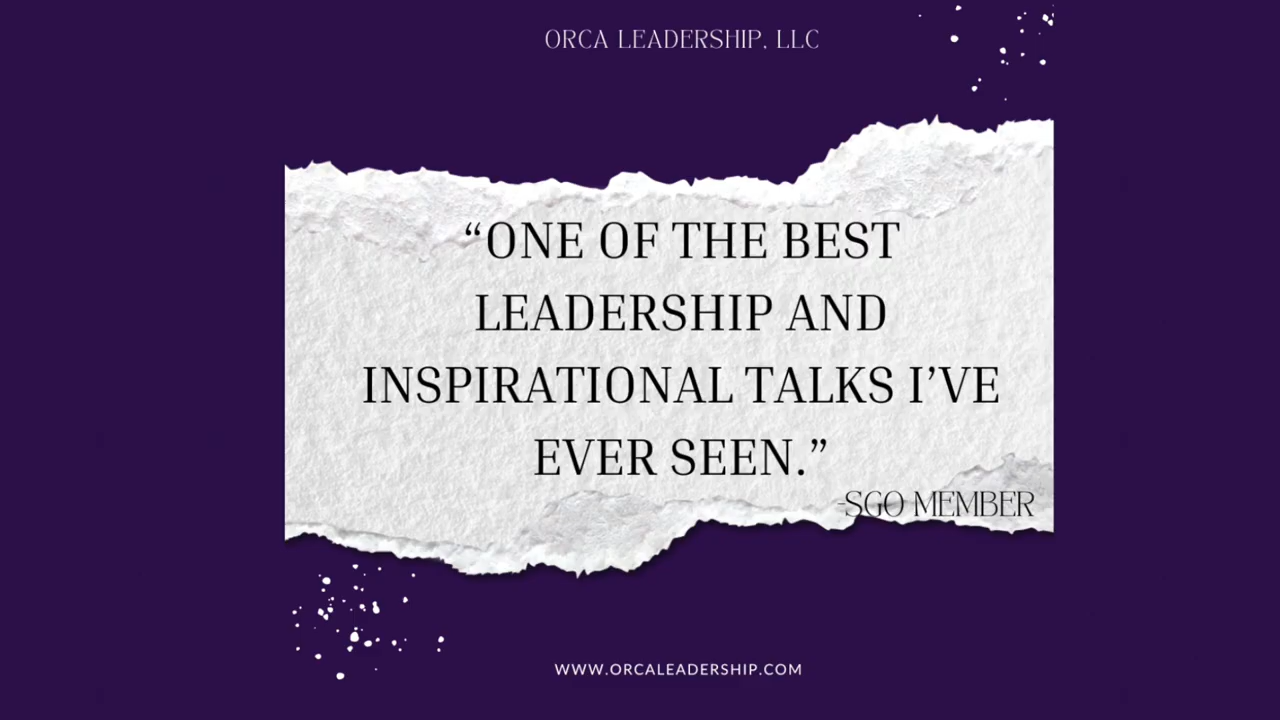 ORCA LEADERSHIP, LLC
“ONE OF THE BEST
LEADERSHIP AND
INSPIRATIONAL TALKS I’VE
EVER SEEN.”
-SGO MEMBER
WWW.ORCALEADERSHIP.COM